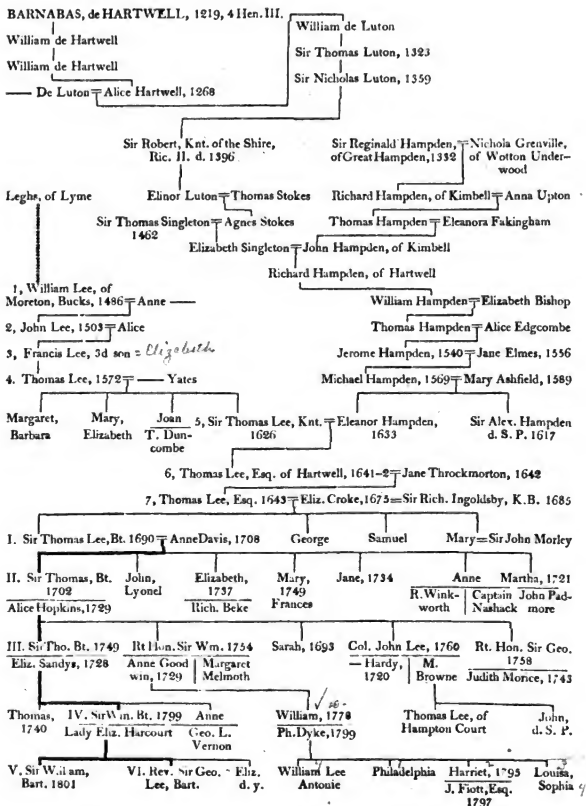 BARNABAS, de HARTWELL, 1219, 4 Hen. III.
William de Luton
William de Hartwell
Sir Thomas Luton, 1323
William de Hartwell
Sir Nicholas Luton, 1359
—— De Luton Alice Hartwell, 1268
Sir Robert, Knt. of the Shire, Sir Reginald Hampden, Nichola Grenville,
Ric. II. d. 1396 of Great Hampden, 1332 of Wotton Under-
wood
Leghs, of Lyme Elinor Luton Thomas Stokes Richard Hampden, of Kimbell Anna Upton
Sir Thomas Singleton Agnes Stokes Thomas Hampden Eleanora Fakingham
1462
Elizabeth Singleton John Hampden, of Kimbell
Richard Hampden, of Hartwell
1, William Lee, of
Moreton, Bucks, 1486 Anne —— William Hampden Elizabeth Bishop
2, John Lee, 1503 Alice Thomas Hampden Alice Edgcombe
3, Francis Lee, 3d son = Elizabeth Jerome Hampden, 1540 Jane Elmes, 1556
4. Thomas Lee, 1572 —— Yates Michael Hampden, 1569 Mary Ashfield, 1589
Margaret, Mary, Joan 5, Sir Thomas Lee, Knt. Eleanor Hampden, Sir Alex. Hampden
Barbara Elizabeth T. Dun- 1626 1633 d. S. P. 1617
combe
6, Thomas Lee, Esq. of Hartwell, 1641-2 Jane Throckmorton, 1642
7, Thomas Lee, Esq. 1643 Eliz. Croke, 1675=Sir Rich. Ingoldsby, K.B. 1685
I. Sir Thomas Lee, Bt. 1690 Anne Davis, 1708 George Samuel Mary=Sir John Morley
II. Sir Thomas, Bt. John, Elizabeth, Mary, Jane, 1734 Anne Martha, 1721
1702 Lyonel 1737 1749 R. Wink- Captain John Pad-
Alice Hopkins, 1729 Rich. Beke Frances worth Nashack more
III. Sir Tho. Bt. 1749 Rt Hon. Sir Wm. 1754 Sarah, 1693 Col. John Lee, 1760 Rt. Hon. Sir Geo.
Eliz. Sandys, 1728 Anne Good Margaret — Hardy, M. 1758
win, 1729 Melmoth 1720 Browne Judith Morice, 1743
Thomas, IV. Sir Wm. Bt. 1799 Anne William, 1778 Thomas Lee, of John,
1740 Lady Eliz. Harcourt Geo. L. Ph. Dyke, 1799 Hampton Court d. S. P.
Vernon
V. Sir William, VI. Rev. Sir Geo. Eliz. William Lee Philadelphia Harriet, 1795 Louisa,
Bart. 1801 Lee, Bart. d. y. Antonie J. Fiott, Esq. Sophia
1797